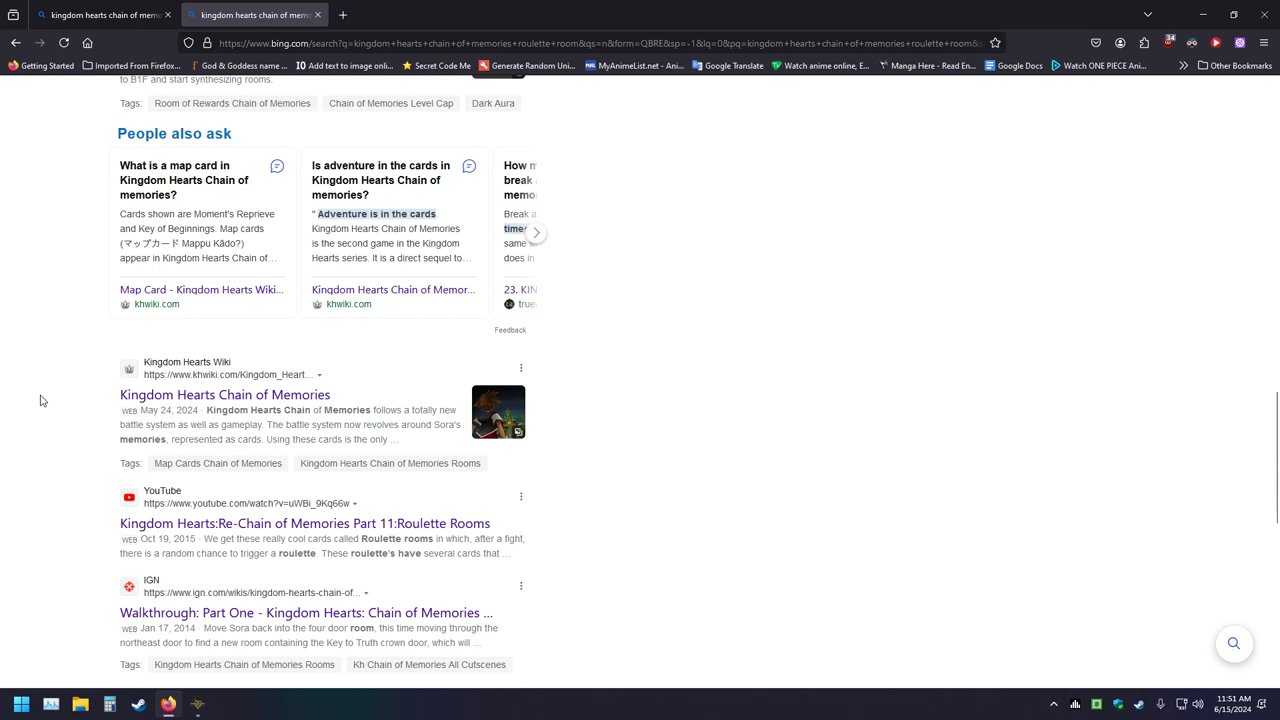 kingdom hearts chain of memo
kingdom hearts chain of memo
https://www.bing.com/search?q=kingdom+hearts+chain+of+memories+roulette+room&qs=n&form=QBRE&sp=-1&lq=0&pq=kingdom+hearts+chain+of+memories+roulette+room&
34
Getting Started
Imported From Firefox...
God & Goddess name ...
Add text to image onli...
Secret Code Me
Generate Random Uni...
MyAnimeList.net - Ani...
Google Translate
Watch anime online, E...
Manga Here - Read En...
Google Docs
Watch ONE PIECE Ani...
Other Bookmarks
to B1F and start synthesizing rooms.
Tags: Room of Rewards Chain of Memories Chain of Memories Level Cap Dark Aura
People also ask
What is a map card in
Kingdom Hearts Chain of
memories?
Cards shown are Moment's Reprieve
and Key of Beginnings. Map cards
(マップカード Mappu Kādo?)
appear in Kingdom Hearts Chain of...
Map Card - Kingdom Hearts Wiki...
khwiki.com
Is adventure in the cards in
Kingdom Hearts Chain of
memories?
" Adventure is in the cards.
Kingdom Hearts Chain of Memories
is the second game in the Kingdom
Hearts series. It is a direct sequel to...
Kingdom Hearts Chain of Memor...
khwiki.com
How m
break
memo
Break a
times
same w
does in
23. KIN
true
Feedback
Kingdom Hearts Wiki
https://www.khwiki.com/Kingdom_Heart...
Kingdom Hearts Chain of Memories
WEB May 24, 2024 · Kingdom Hearts Chain of Memories follows a totally new
battle system as well as gameplay. The battle system now revolves around Sora's
memories, represented as cards. Using these cards is the only ...
Tags: Map Cards Chain of Memories Kingdom Hearts Chain of Memories Rooms
YouTube
https://www.youtube.com/watch?v=uWBi_9Kq66w
Kingdom Hearts:Re-Chain of Memories Part 11:Roulette Rooms
WEB Oct 19, 2015 · We get these really cool cards called Roulette rooms in which, after a fight,
there is a random chance to trigger a roulette. These roulette's have several cards that ...
IGN
https://www.ign.com/wikis/kingdom-hearts-chain-of...
Walkthrough: Part One - Kingdom Hearts: Chain of Memories ...
WEB Jan 17, 2014 · Move Sora back into the four door room, this time moving through the
northeast door to find a new room containing the Key to Truth crown door, which will ...
Tags: Kingdom Hearts Chain of Memories Rooms Kh Chain of Memories All Cutscenes
11:51 AM
6/15/2024